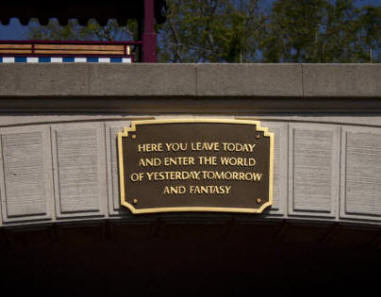 HERE YOU LEAVE TODAY
AND ENTER THE WORLD
OF YESTERDAY, TOMORROW
AND FANTASY